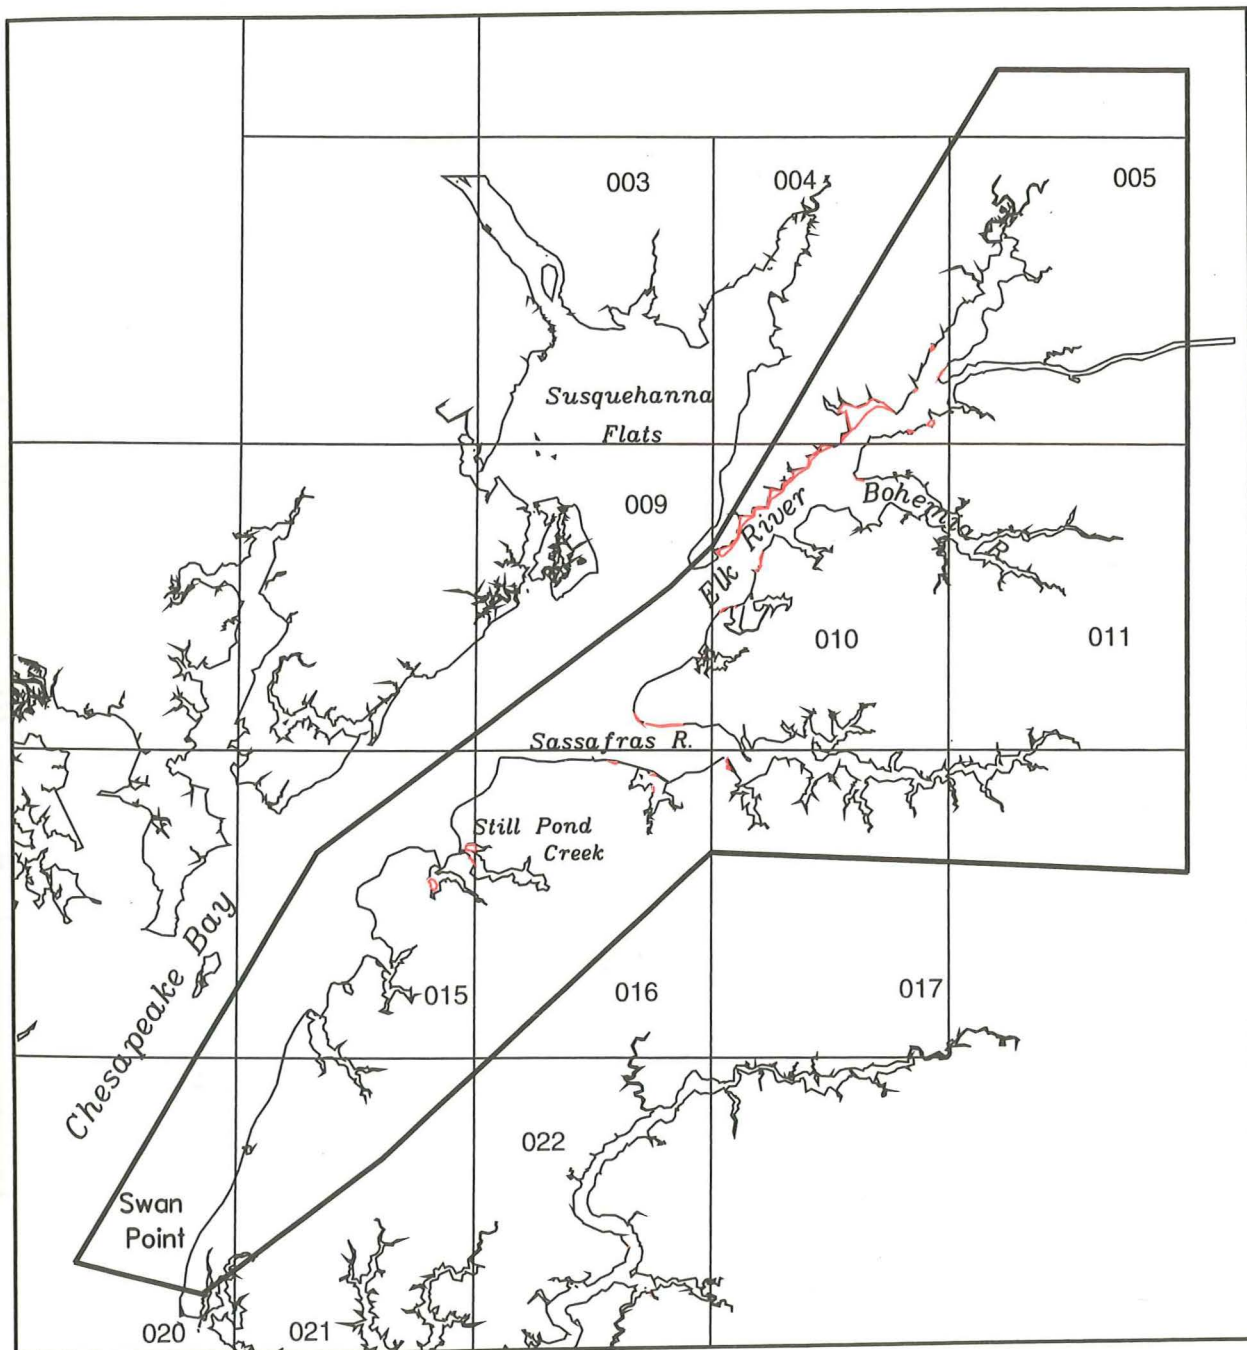 003
004
005
Susquehanna
Flats
009
Elk River
Bohemia R.
010
011
Sassafras R.
Still Pond
Creek
Chesapeake Bay
015
016
017
022
Swan
Point
020
021